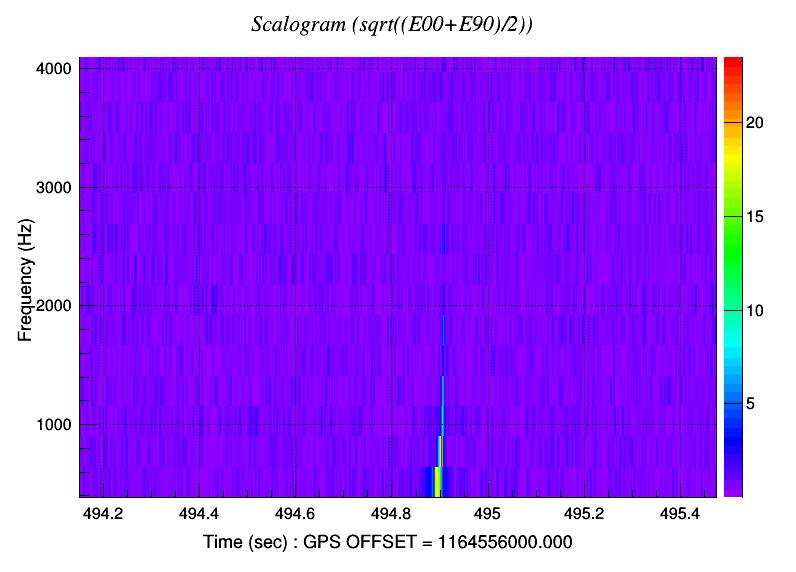 Scalogram (sqrt((E00+E90)/2))
4000
3000
2000
1000
Frequency (Hz)
20
15
10
5
494.2 494.4 494.6 494.8 495 495.2 495.4
Time (sec) : GPS OFFSET = 1164556000.000